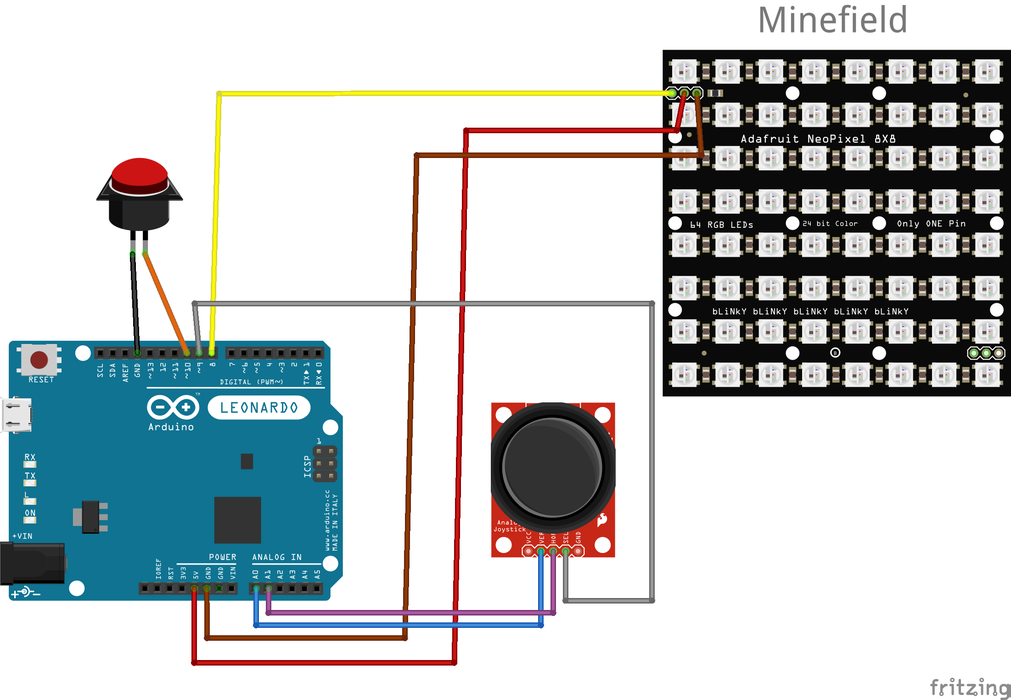 Minefield
Adafruit NeoPixel 8X8
64 RGB LEDs
24 bit Color
Only ONE Pin
bLiNkY bLiNkY bLiNkY bLiNkY bLiNkY
RESET
SCL
SDA
AREF
GND
~13
12
~11
~10
~9
8
7
~6
~5
4
~3
2
TX▶1
RX◀0
DIGITAL (PWM~)
LEONARDO
TM
Arduino
1
ICSP
RX
TX
L
ON
+VIN
www.arduino.cc
MADE IN ITALY
POWER
ANALOG IN
IOREF
RST
3V3
5V
GND
GND
VIN
A0
A1
A2
A3
A4
A5
Analog
Joystick
VCC
VER
HOR
SEL
GND
fritzing